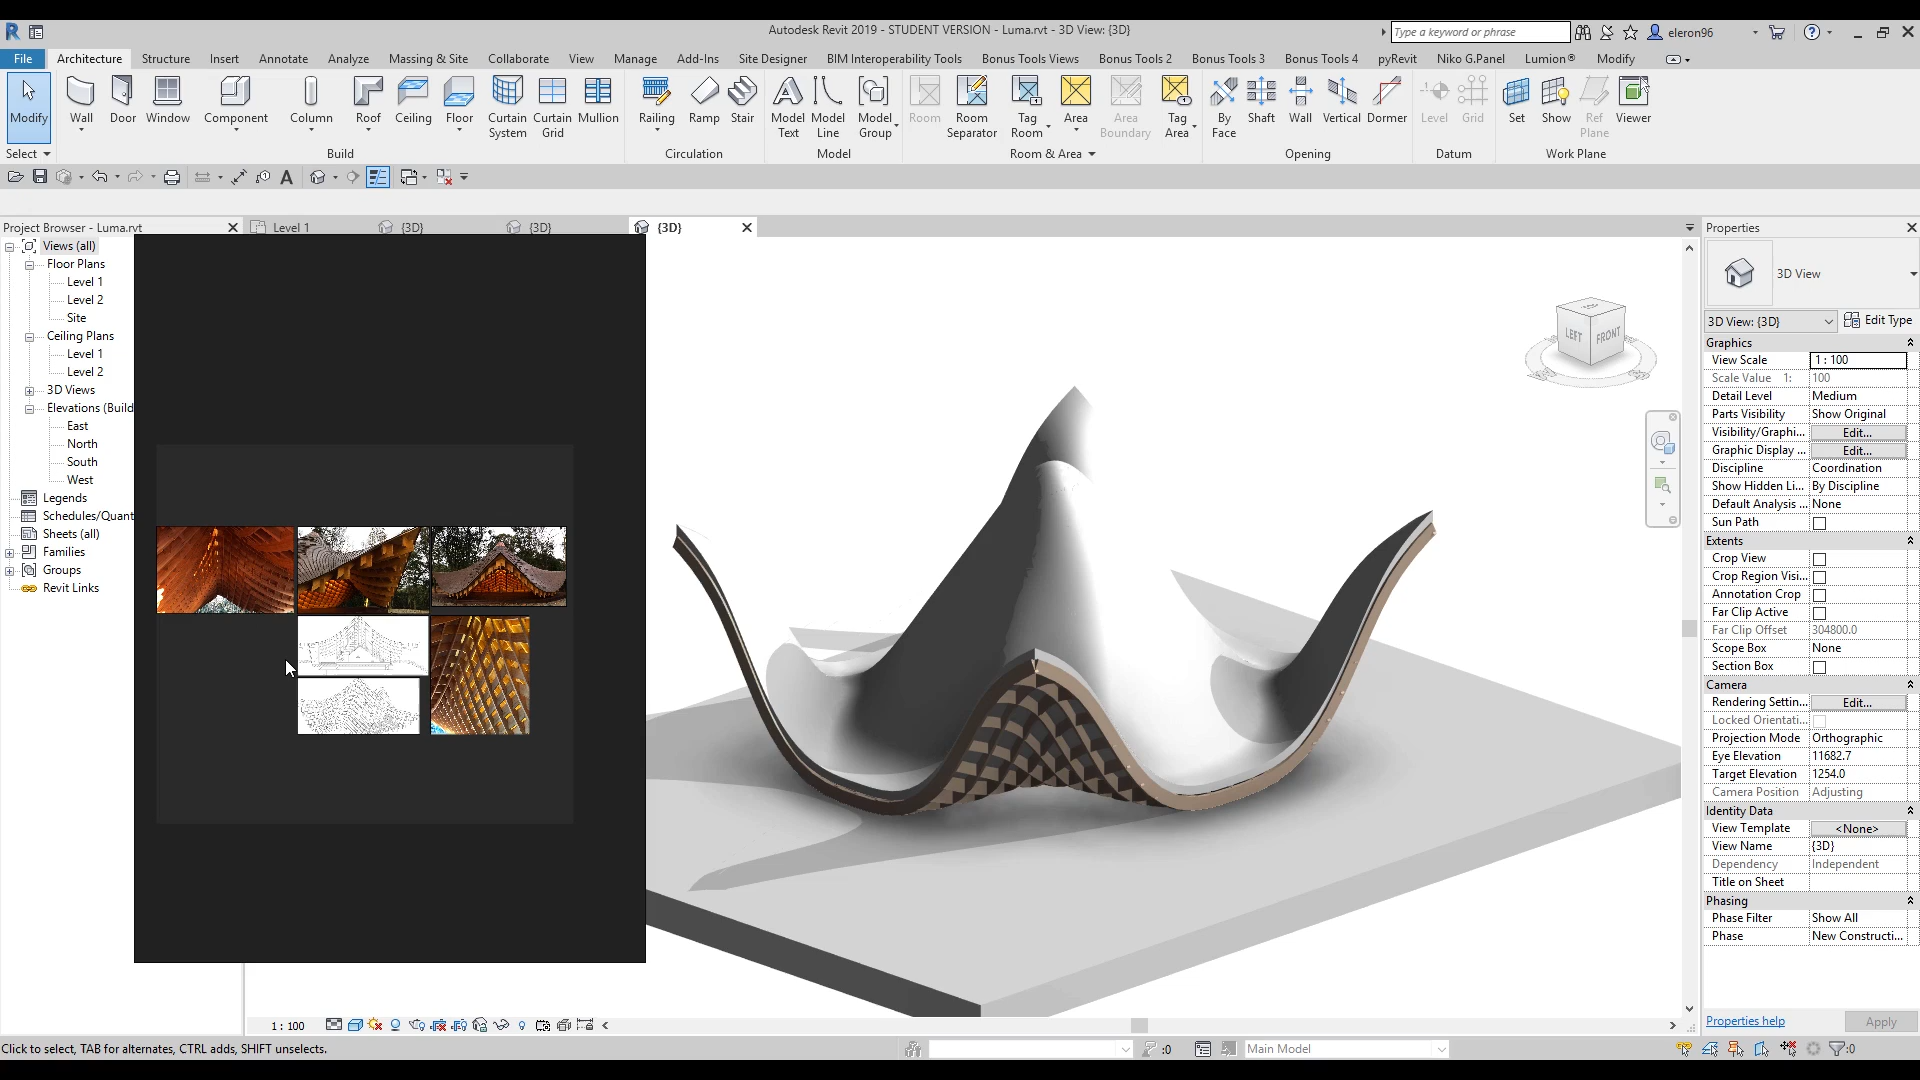 Autodesk Revit 2019 - STUDENT VERSION - Luma.rvt - 3D View: {3D}
Type a keyword or phrase
eleron96
File Architecture Structure Insert Annotate Analyze Massing & Site Collaborate View Manage Add-Ins Site Designer BIM Interoperability Tools Bonus Tools Views Bonus Tools 2 Bonus Tools 3 Bonus Tools 4 pyRevit Niko G.Panel Lumion® Modify
Modify Wall Door Window Component Column Roof Ceiling Floor Curtain System Curtain Grid Mullion Railing Ramp Stair Model Text Model Line Model Group Room Room Separator Tag Room Area Area Boundary Tag Area By Face Shaft Wall Vertical Dormer Level Grid Set Show Ref Plane Viewer
Select Build Circulation Model Room & Area Opening Datum Work Plane
Project Browser - Luma.rvt
Level 1 {3D} {3D} {3D}
Views (all)
Floor Plans
Level 1
Level 2
Site
Ceiling Plans
Level 1
Level 2
3D Views
Elevations (Build
East
North
South
West
Legends
Schedules/Quant
Sheets (all)
Families
Groups
Revit Links
LEFT FRONT
Properties
3D View
3D View: {3D} Edit Type
Graphics
View Scale 1 : 100
Scale Value 1: 100
Detail Level Medium
Parts Visibility Show Original
Visibility/Graphi... Edit...
Graphic Display ... Edit...
Discipline Coordination
Show Hidden Li... By Discipline
Default Analysis ... None
Sun Path
Extents
Crop View
Crop Region Visi...
Annotation Crop
Far Clip Active
Far Clip Offset 304800.0
Scope Box None
Section Box
Camera
Rendering Settin... Edit...
Locked Orientati...
Projection Mode Orthographic
Eye Elevation 11682.7
Target Elevation 1254.0
Camera Position Adjusting
Identity Data
View Template <None>
View Name {3D}
Dependency Independent
Title on Sheet
Phasing
Phase Filter Show All
Phase New Constructi...
Properties help Apply
1 : 100
Click to select, TAB for alternates, CTRL adds, SHIFT unselects.
:0
Main Model
:0